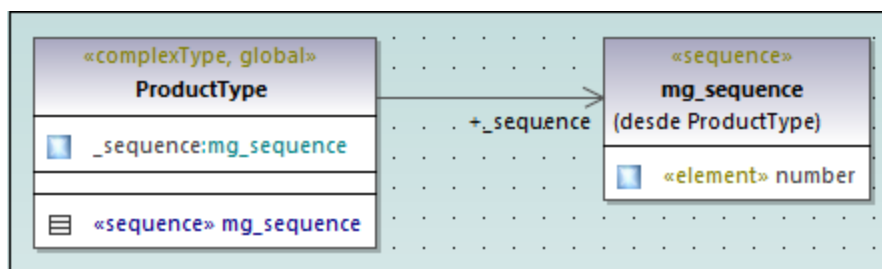 «complexType, global»
ProductType
_sequence:mg_sequence
«sequence» mg_sequence
+_sequence
«sequence»
mg_sequence
(desde ProductType)
«element» number